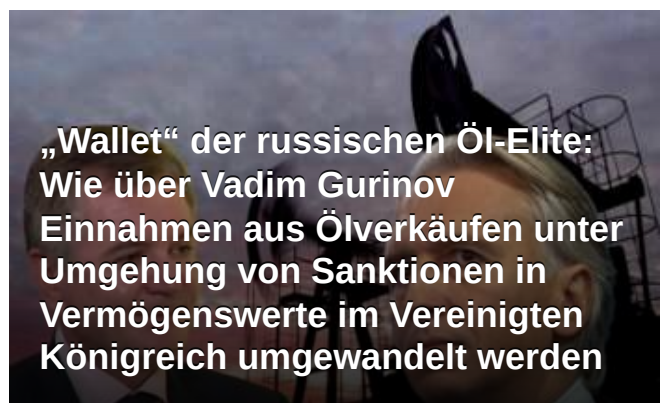 „Wallet“ der russischen Öl-Elite:
Wie über Vadim Gurinov
Einnahmen aus Ölverkäufen unter
Umgehung von Sanktionen in
Vermögenswerte im Vereinigten
Königreich umgewandelt werden